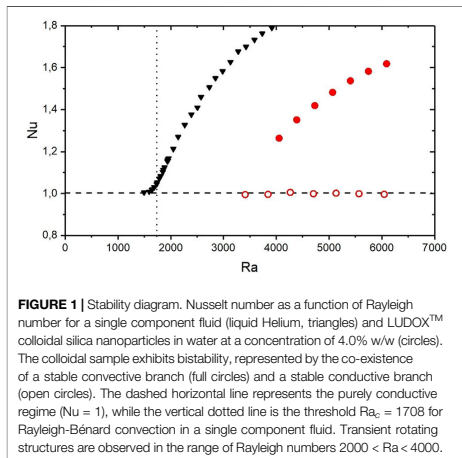 1,8
1,6
1,4
1,2
1,0
0,8
Nu
0 1000 2000 3000 4000 5000 6000 7000
Ra
FIGURE 1 | Stability diagram. Nusselt number as a function of Rayleigh
number for a single component fluid (liquid Helium, triangles) and LUDOX™
colloidal silica nanoparticles in water at a concentration of 4.0% w/w (circles).
The colloidal sample exhibits bistability, represented by the co-existence
of a stable convective branch (full circles) and a stable conductive branch
(open circles). The dashed horizontal line represents the purely conductive
regime (Nu = 1), while the vertical dotted line is the threshold Rac = 1708 for
Rayleigh-Bénard convection in a single component fluid. Transient rotating
structures are observed in the range of Rayleigh numbers 2000 < Ra < 4000.